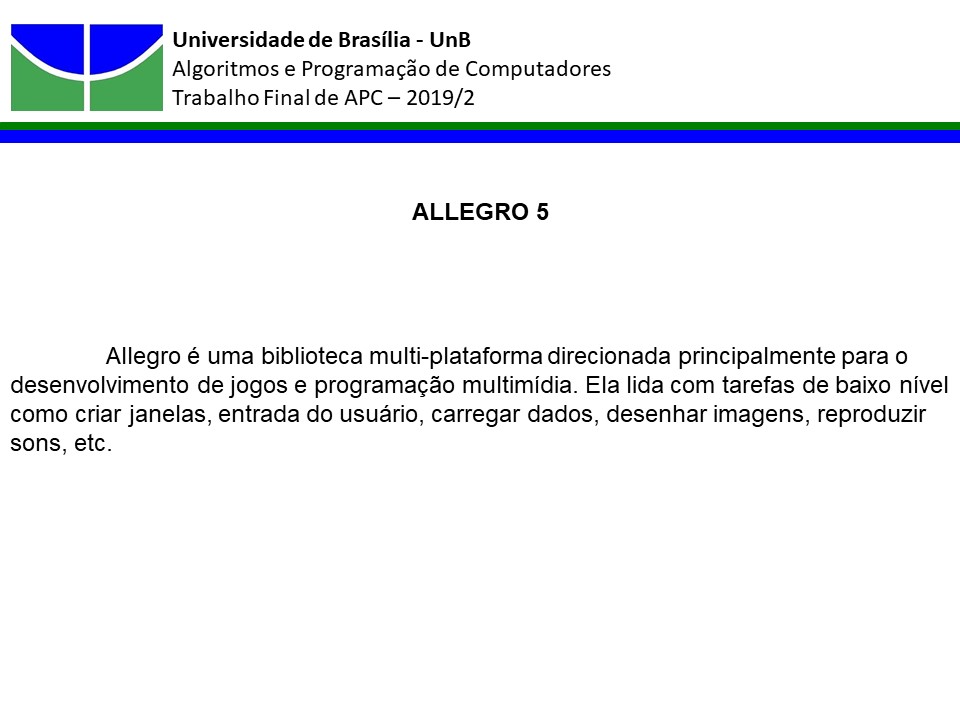 Universidade de Brasília - UnB
Algoritmos e Programação de Computadores
Trabalho Final de APC – 2019/2
ALLEGRO 5
Allegro é uma biblioteca multi-plataforma direcionada principalmente para o
desenvolvimento de jogos e programação multimídia. Ela lida com tarefas de baixo nível
como criar janelas, entrada do usuário, carregar dados, desenhar imagens, reproduzir
sons, etc.